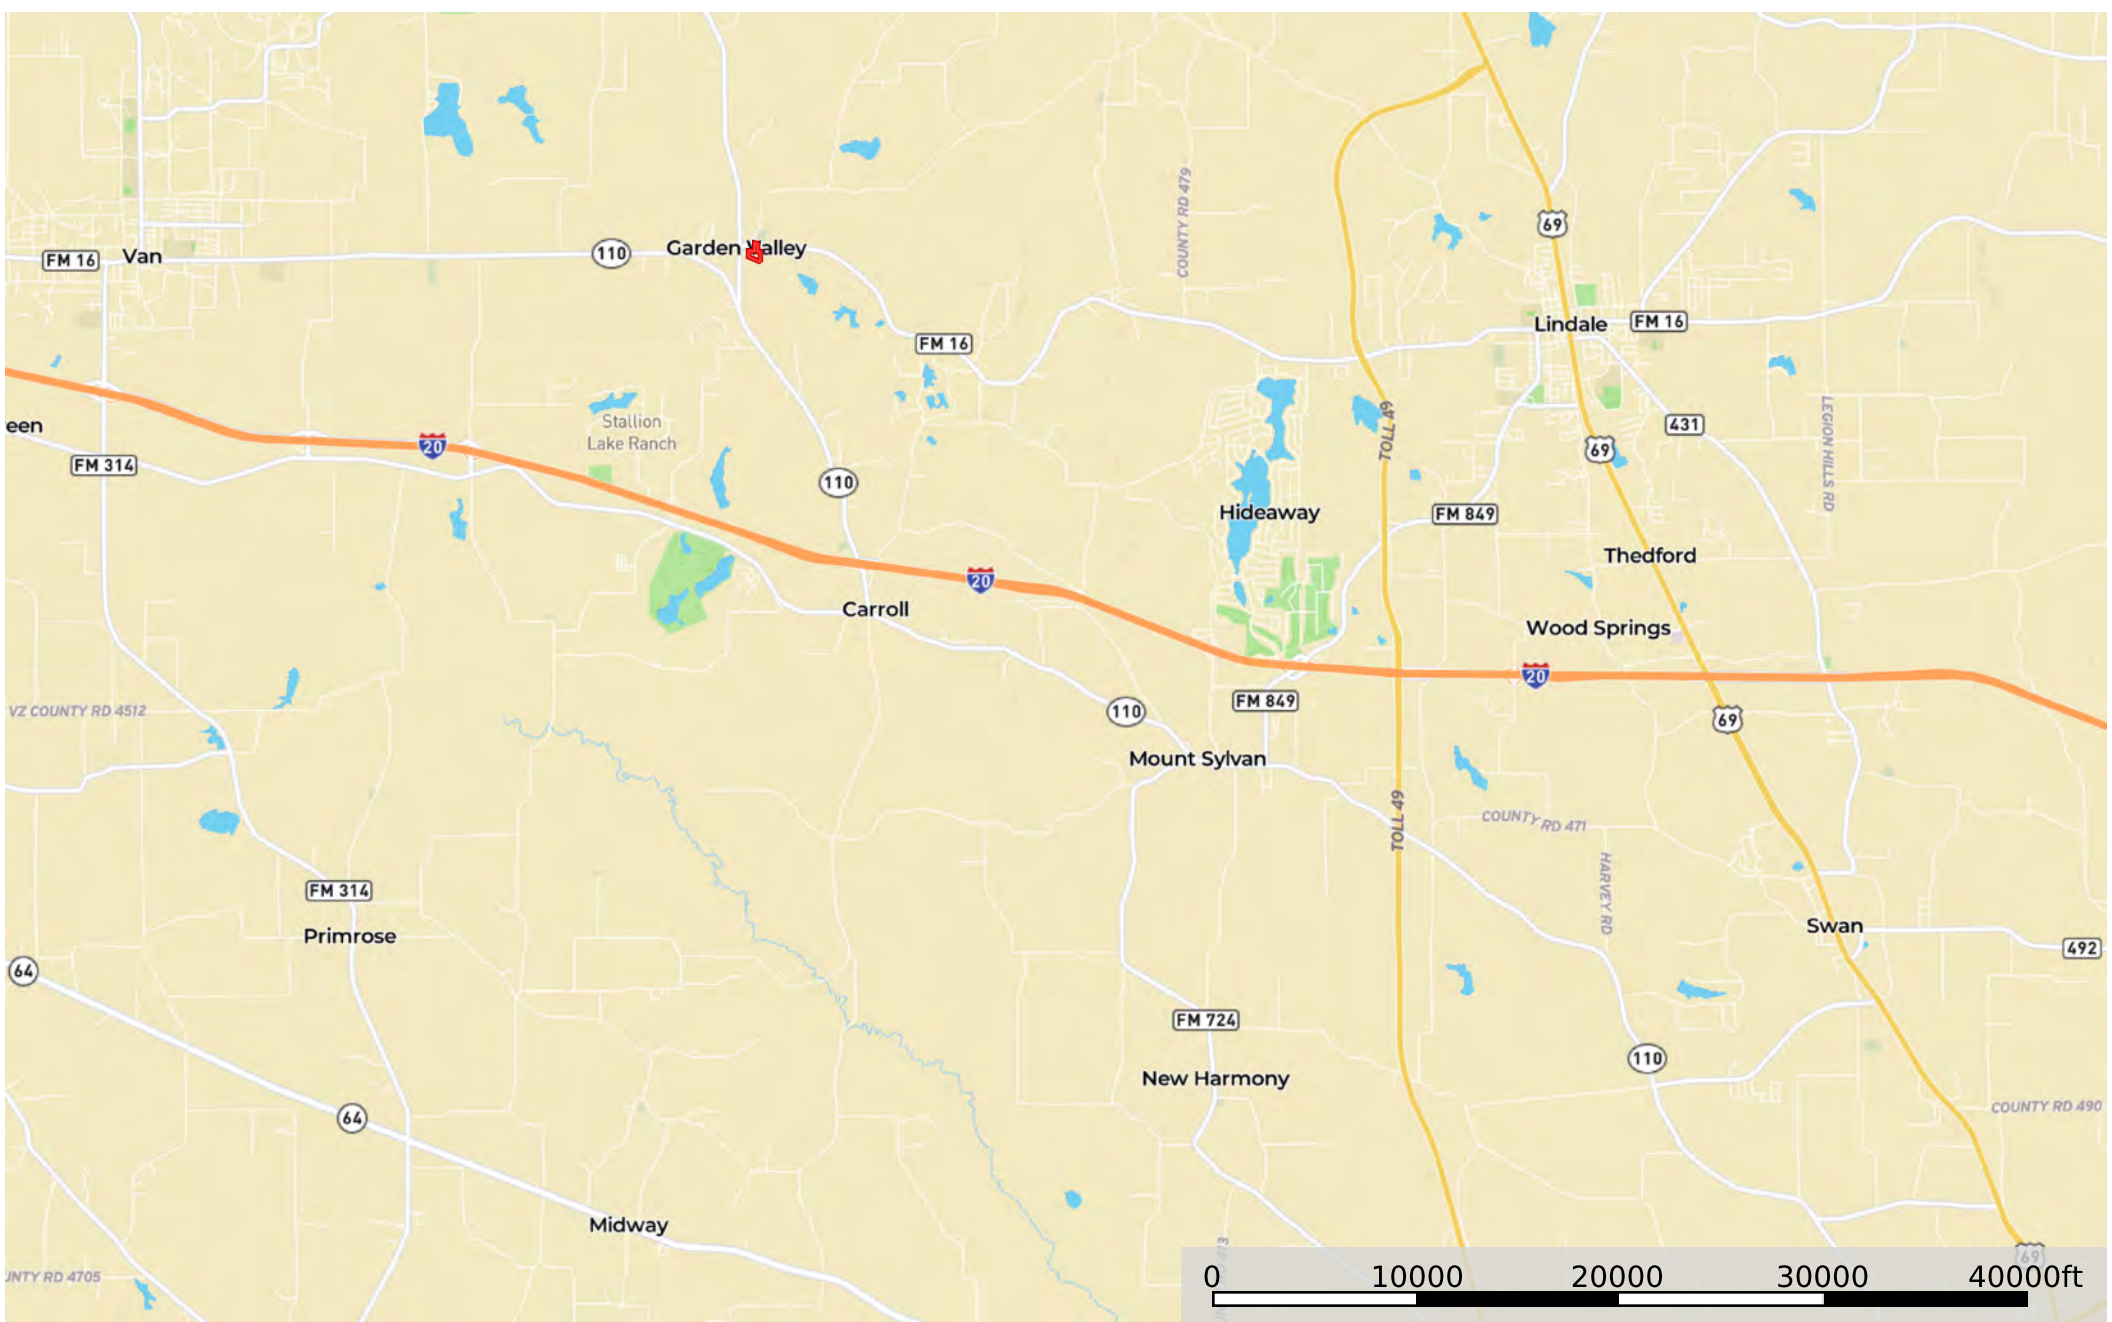 COUNTY RD 479
69
Garden Valley
110
FM 16
Van
Lindale
FM 16
FM 16
Stallion
Lake Ranch
een
20
FM 314
110
TOLL 49
431
LEGION HILLS RD
69
Hideaway
FM 849
Thedford
20
Carroll
Wood Springs
20
FM 849
VZ COUNTY RD 4512
110
69
Mount Sylvan
TOLL 49
COUNTY RD 471
HARVEY RD
FM 314
Primrose
Swan
492
64
FM 724
110
New Harmony
COUNTY RD 490
64
Midway
69
UNTY RD 4705
0 10000 20000 30000 40000ft